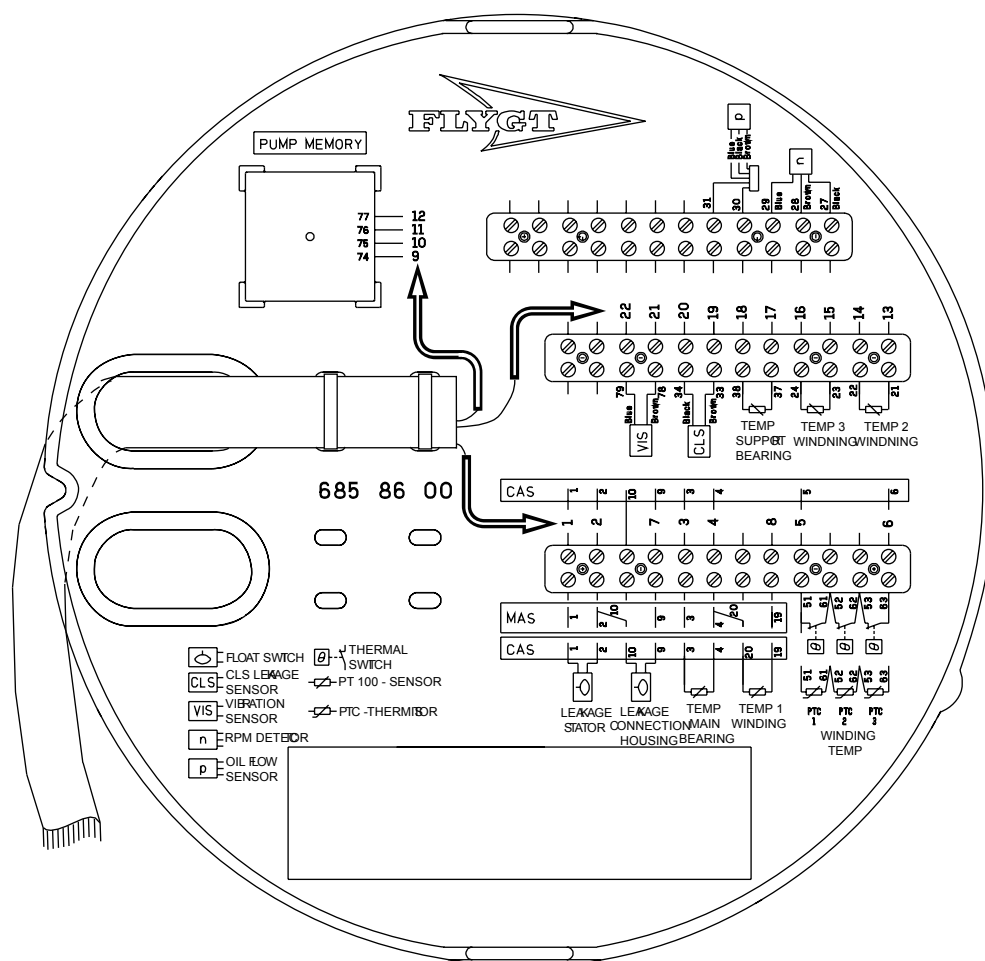 FLYGT
PUMP MEMORY
P
Blue
Black
Brown
n
31
30
29
Blue
28
Brown
27
Black
77 12
76 11
75 10
74 9
22 21 20 19 18 17 16 15 14 13
79 78 34 33 38 37 24 23 22 21
Blue Brown Black Brown
VIS
CLS
TEMP
SUPPORT
BEARING
TEMP 3
WINDNING
TEMP 2
WINDNING
685 86 00
CAS 1 2 10 9 3 4 5 6
1 2 7 3 4 8 5 6
51 61 52 62 53 63
MAS 1 2 10 9 3 4 20 19
θ θ θ
CAS 1 2 10 9 3 4 20 19
51 61 52 62 53 63
PTC 1
PTC 2
PTC 3
WINDING
TEMP
LEAKAGE
STATOR
LEAKAGE
CONNECTION
HOUSING
TEMP
MAIN
BEARING
TEMP 1
WINDING
FLOAT SWITCH
θ THERMAL
SWITCH
CLS CLS LEKAGE
SENSOR
PT 100 - SENSOR
VIS VIBRATION
SENSOR
PTC -THERMISTOR
n RPM DETECTOR
p OIL FLOW
SENSOR